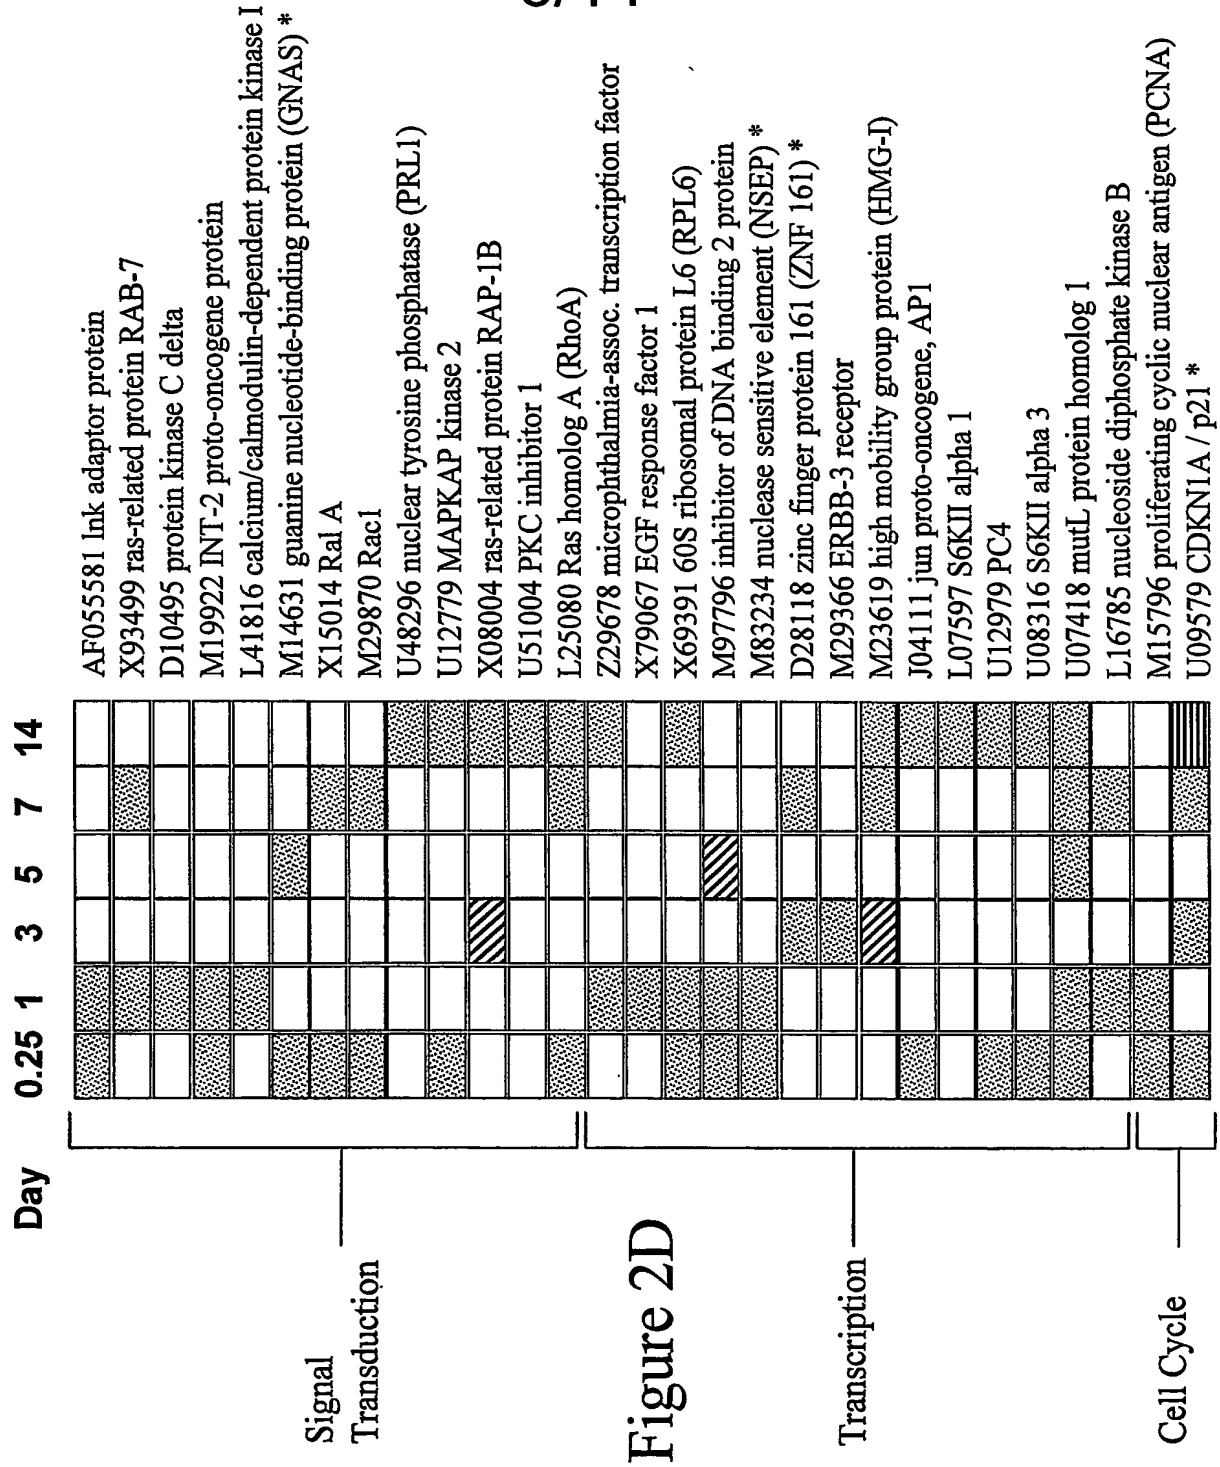 Day 0.25 1 3 5 7 14
Signal
Transduction
AF055581 lnk adaptor protein
X93499 ras-related protein RAB-7
D10495 protein kinase C delta
M19922 INT-2 proto-oncogene protein
L41816 calcium/calmodulin-dependent protein kinase I
M14631 guanine nucleotide-binding protein (GNAS) *
X15014 Ral A
M29870 Rac1
U48296 nuclear tyrosine phosphatase (PRL1)
U12779 MAPKAP kinase 2
X08004 ras-related protein RAP-1B
U51004 PKC inhibitor 1
L25080 Ras homolog A (RhoA)
Figure 2D
Transcription
Z29678 microphthalmia-assoc. transcription factor
X79067 EGF response factor 1
X69391 60S ribosomal protein L6 (RPL6)
M97796 inhibitor of DNA binding 2 protein
M83234 nuclease sensitive element (NSEP) *
D28118 zinc finger protein 161 (ZNF 161) *
M29366 ERBB-3 receptor
M23619 high mobility group protein (HMG-I)
J04111 jun proto-oncogene, AP1
L07597 S6KII alpha 1
U12979 PC4
U08316 S6KII alpha 3
U07418 mutL protein homolog 1
L16785 nucleoside diphosphate kinase B
Cell Cycle
M15796 proliferating cyclic nuclear antigen (PCNA)
U09579 CDKN1A / p21 *